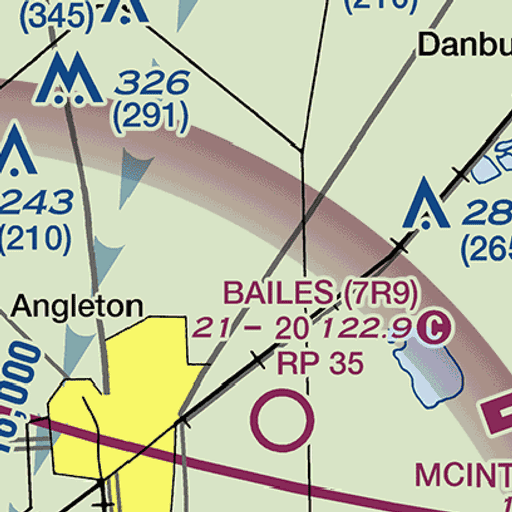 (345)
(210)
Danbu
326
(291)
243
(210)
28
(265
Angleton
BAILES (7R9)
21 - 20 122.9 C
RP 35
,000
MCINT